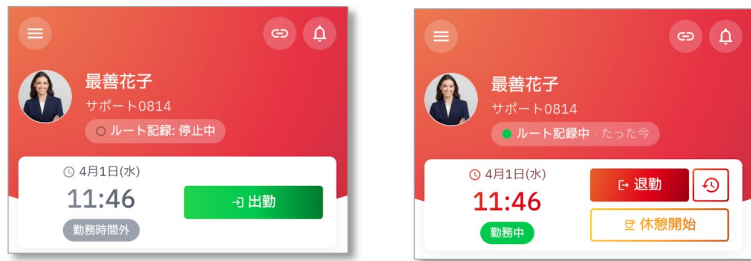 最善花子
サポート0814
ルート記録: 停止中
4月1日(水)
11:46
勤務時間外
出勤
最善花子
サポート0814
ルート記録中・たった今
4月1日(水)
11:46
勤務中
退勤
休憩開始